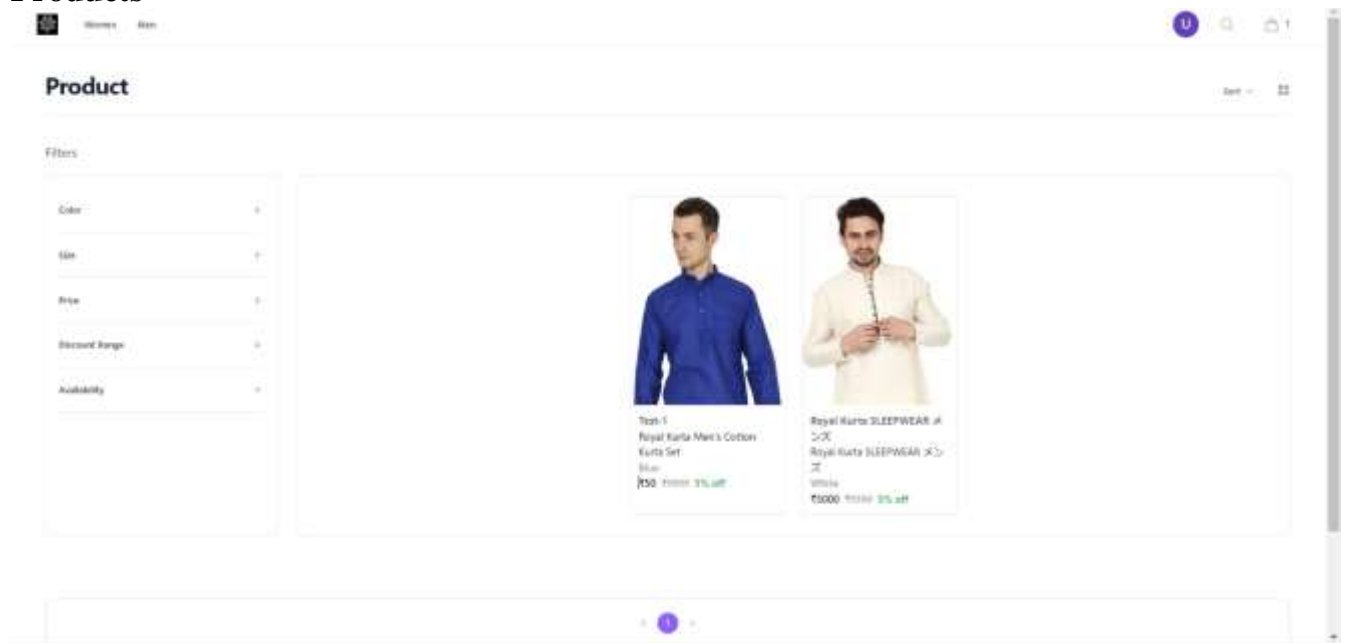 Products
Women Men
U 1
Product
Sort
Filters
Color
Size
Price
Discount Range
Availability
Test-1
Royal Kurta Men's Cotton
Kurta Set
Blue
₹50 5% off
Royal Kurta SLEEPWEAR メ
ンズ
Royal Kurta SLEEPWEAR メン
ズ
White
₹5000 5% off
1